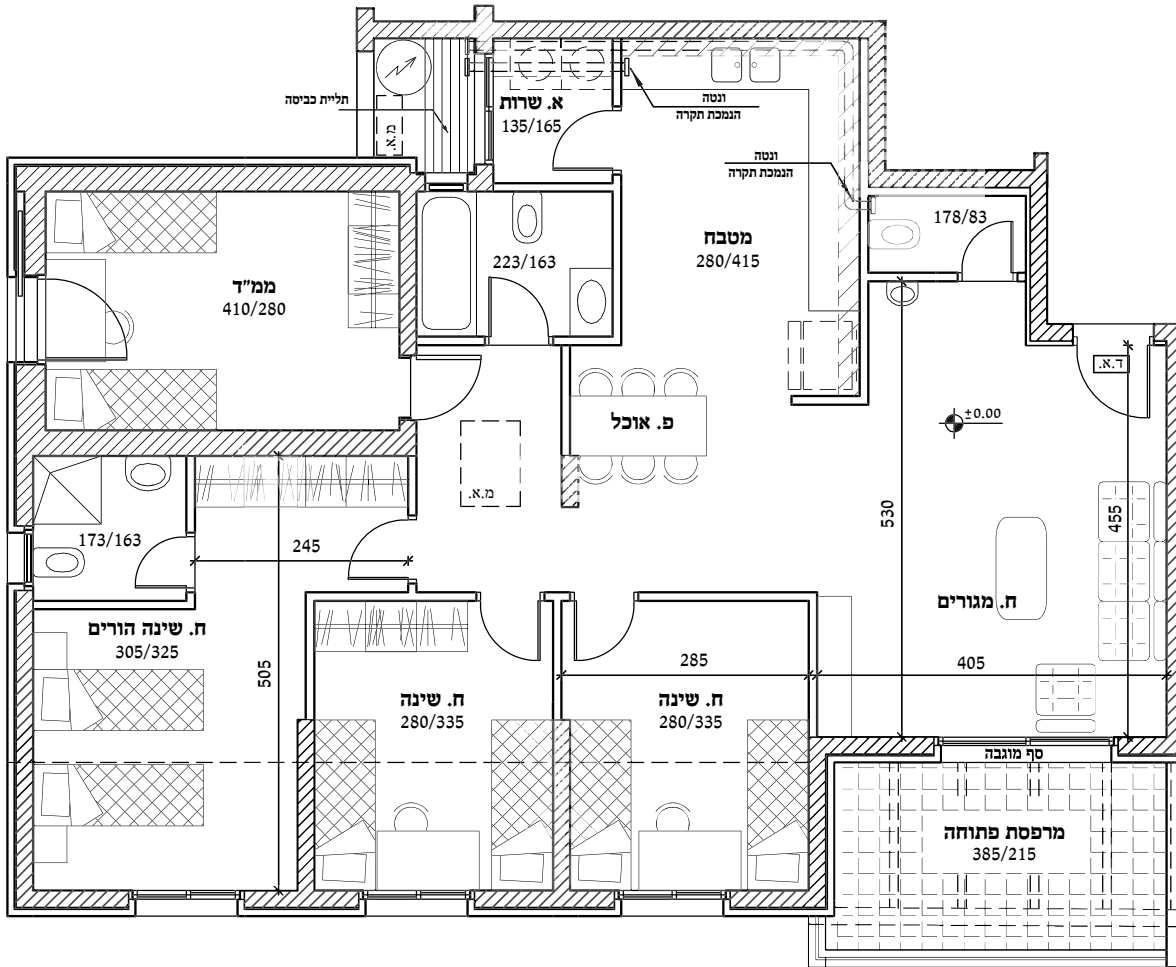 תליית כביסה
מ.א.
א. שרות
135/165
ונטה
הנמכת תקרה
ונטה
הנמכת תקרה
178/83
מטבח
280/415
223/163
ממ״ד
410/280
ד.א.
±0.00
פ. אוכל
מ.א.
530
455
173/163
245
ח. מגורים
ח. שינה הורים
305/325
505
285
405
ח. שינה
280/335
ח. שינה
280/335
סף מוגבה
מרפסת פתוחה
385/215